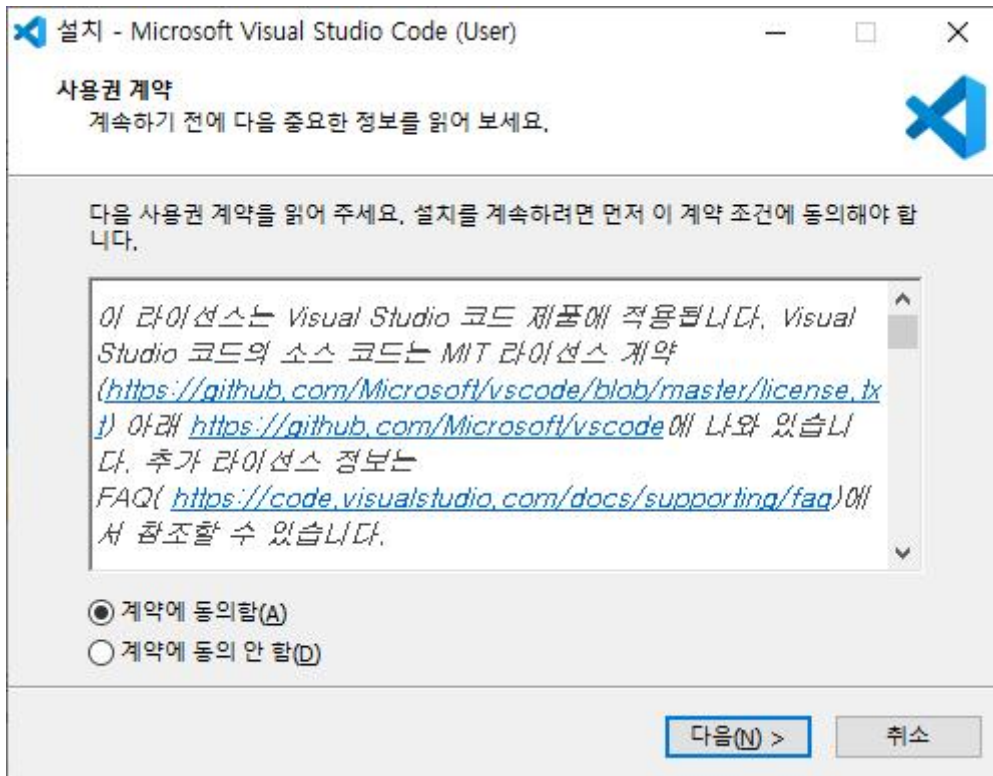 설치 - Microsoft Visual Studio Code (User)
사용권 계약
계속하기 전에 다음 중요한 정보를 읽어 보세요.
다음 사용권 계약을 읽어 주세요. 설치를 계속하려면 먼저 이 계약 조건에 동의해야 합
니다.
이 라이선스는 Visual Studio 코드 제품에 적용됩니다. Visual
Studio 코드의 소스 코드는 MIT 라이선스 계약
(https://github.com/Microsoft/vscode/blob/master/license.tx
t) 아래 https://github.com/Microsoft/vscode에 나와 있습니
다. 추가 라이선스 정보는
FAQ( https://code.visualstudio.com/docs/supporting/faq)에
서 참조할 수 있습니다.
계약에 동의함(A)
계약에 동의 안 함(D)
다음(N) >
취소